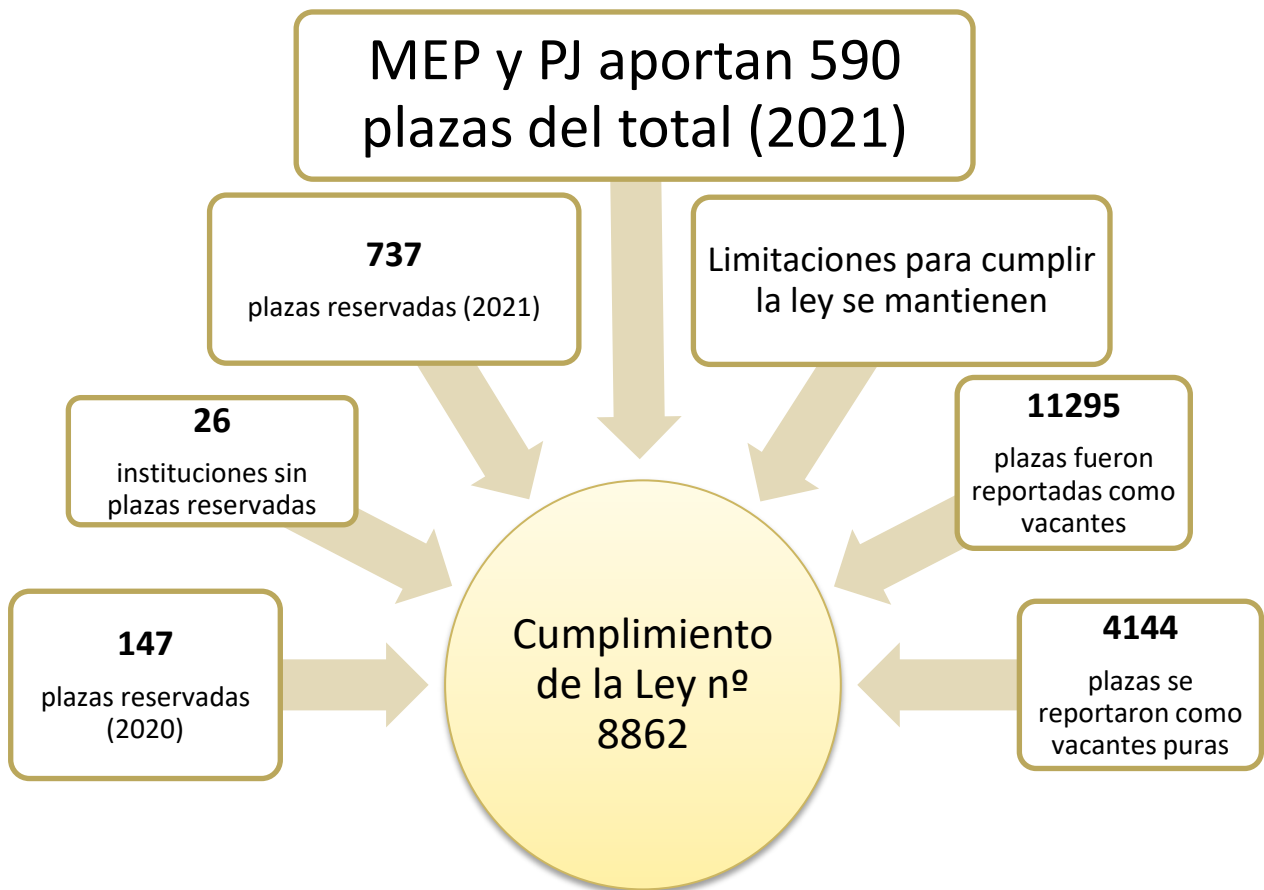 MEP y PJ aportan 590
plazas del total (2021)
737
plazas reservadas (2021)
Limitaciones para cumplir
la ley se mantienen
26
instituciones sin
plazas reservadas
11295
plazas fueron
reportadas como
vacantes
147
plazas reservadas
(2020)
Cumplimiento
de la Ley nº
8862
4144
plazas se
reportaron como
vacantes puras